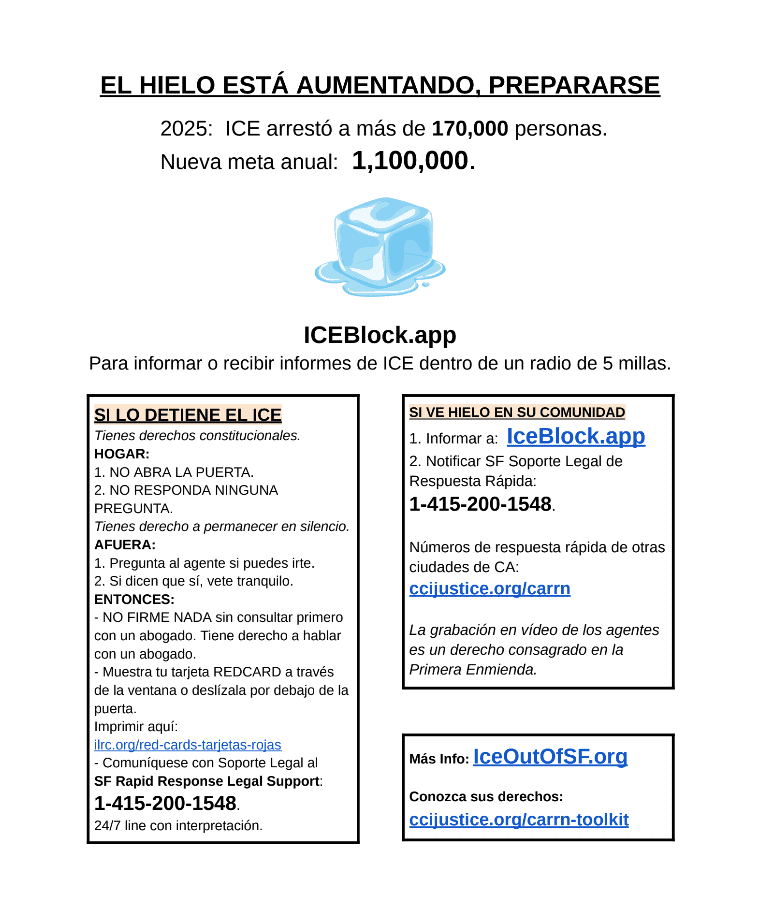 EL HIELO ESTÁ AUMENTANDO, PREPARARSE
2025:  ICE arrestó a más de 170,000 personas.
Nueva meta anual:  1,100,000.
ICEBlock.app
Para informar o recibir informes de ICE dentro de un radio de 5 millas.
SI LO DETIENE EL ICE
Tienes derechos constitucionales.
HOGAR:
1. NO ABRA LA PUERTA.
2. NO RESPONDA NINGUNA
PREGUNTA.
Tienes derecho a permanecer en silencio.
AFUERA:
1. Pregunta al agente si puedes irte.
2. Si dicen que sí, vete tranquilo.
ENTONCES:
- NO FIRME NADA sin consultar primero
con un abogado. Tiene derecho a hablar
con un abogado.
- Muestra tu tarjeta REDCARD a través
de la ventana o deslízala por debajo de la
puerta.
Imprimir aquí:
ilrc.org/red-cards-tarjetas-rojas
- Comuníquese con Soporte Legal al
SF Rapid Response Legal Support:
1-415-200-1548.
24/7 line con interpretación.
SI VE HIELO EN SU COMUNIDAD
1. Informar a:  IceBlock.app
2. Notificar SF Soporte Legal de
Respuesta Rápida:
1-415-200-1548.
Números de respuesta rápida de otras
ciudades de CA:
ccijustice.org/carrn
La grabación en vídeo de los agentes
es un derecho consagrado en la
Primera Enmienda.
Más Info: IceOutOfSF.org
Conozca sus derechos:
ccijustice.org/carrn-toolkit